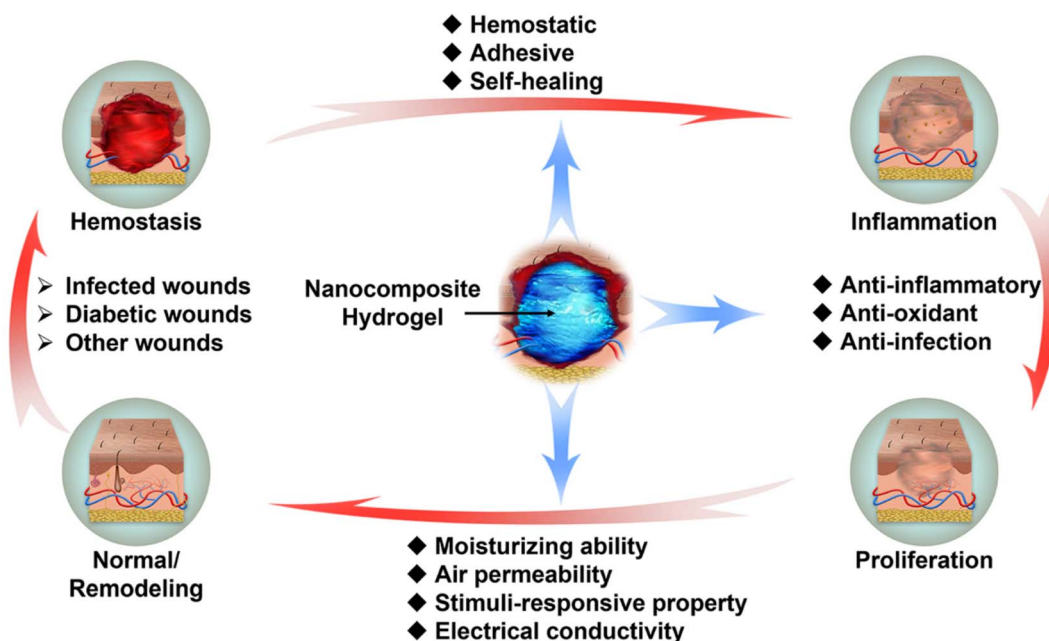 ◆ Hemostatic
◆ Adhesive
◆ Self-healing
Hemostasis
Inflammation
➢ Infected wounds
➢ Diabetic wounds
➢ Other wounds
Nanocomposite
Hydrogel
◆ Anti-inflammatory
◆ Anti-oxidant
◆ Anti-infection
Normal/
Remodeling
Proliferation
◆ Moisturizing ability
◆ Air permeability
◆ Stimuli-responsive property
◆ Electrical conductivity